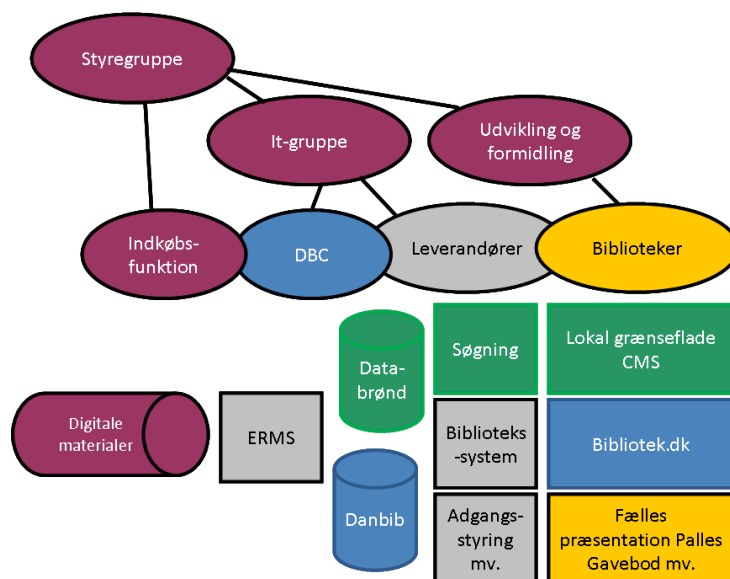 Styregruppe
It-gruppe
Udvikling og
formidling
Indkøbs-
funktion
DBC
Leverandører
Biblioteker
Data-
brønd
Søgning
Lokal grænseflade
CMS
Digitale
materialer
ERMS
Biblioteks
-system
Bibliotek.dk
Danbib
Adgangs-
styring
mv.
Fælles
præsentation Palles
Gavebod mv.